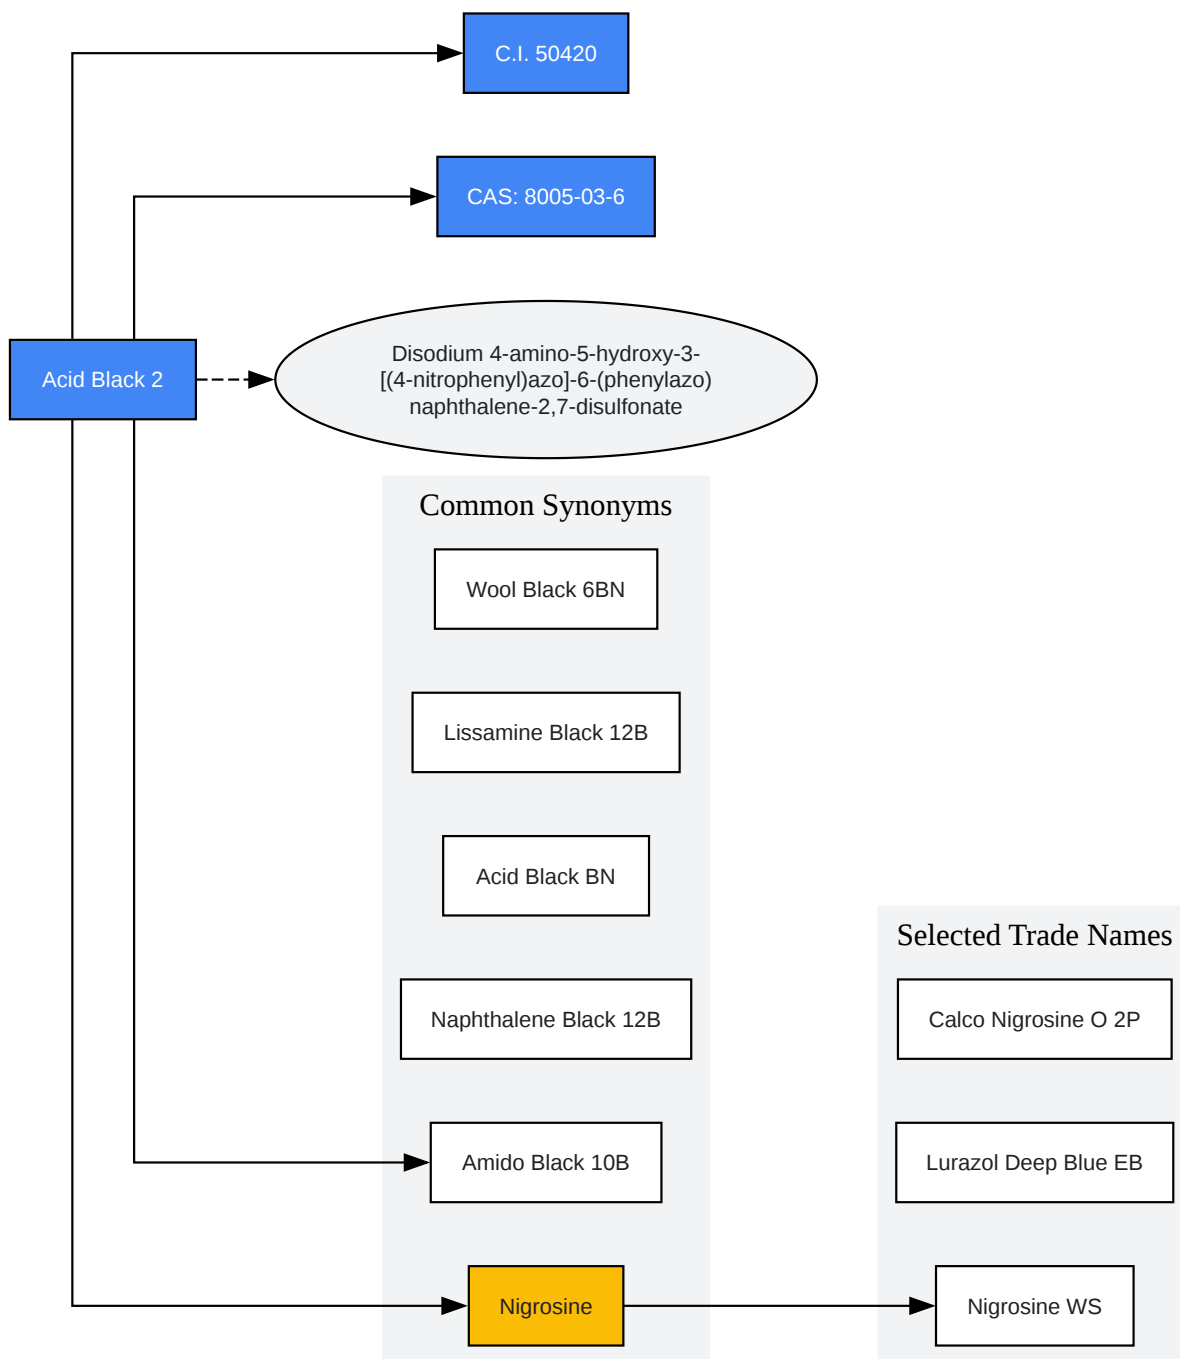 C.I. 50420
CAS: 8005-03-6
Acid Black 2
Disodium 4-amino-5-hydroxy-3-
[(4-nitrophenyl)azo]-6-(phenylazo)
naphthalene-2,7-disulfonate
Common Synonyms
Wool Black 6BN
Lissamine Black 12B
Acid Black BN
Naphthalene Black 12B
Amido Black 10B
Nigrosine
Selected Trade Names
Calco Nigrosine O 2P
Lurazol Deep Blue EB
Nigrosine WS